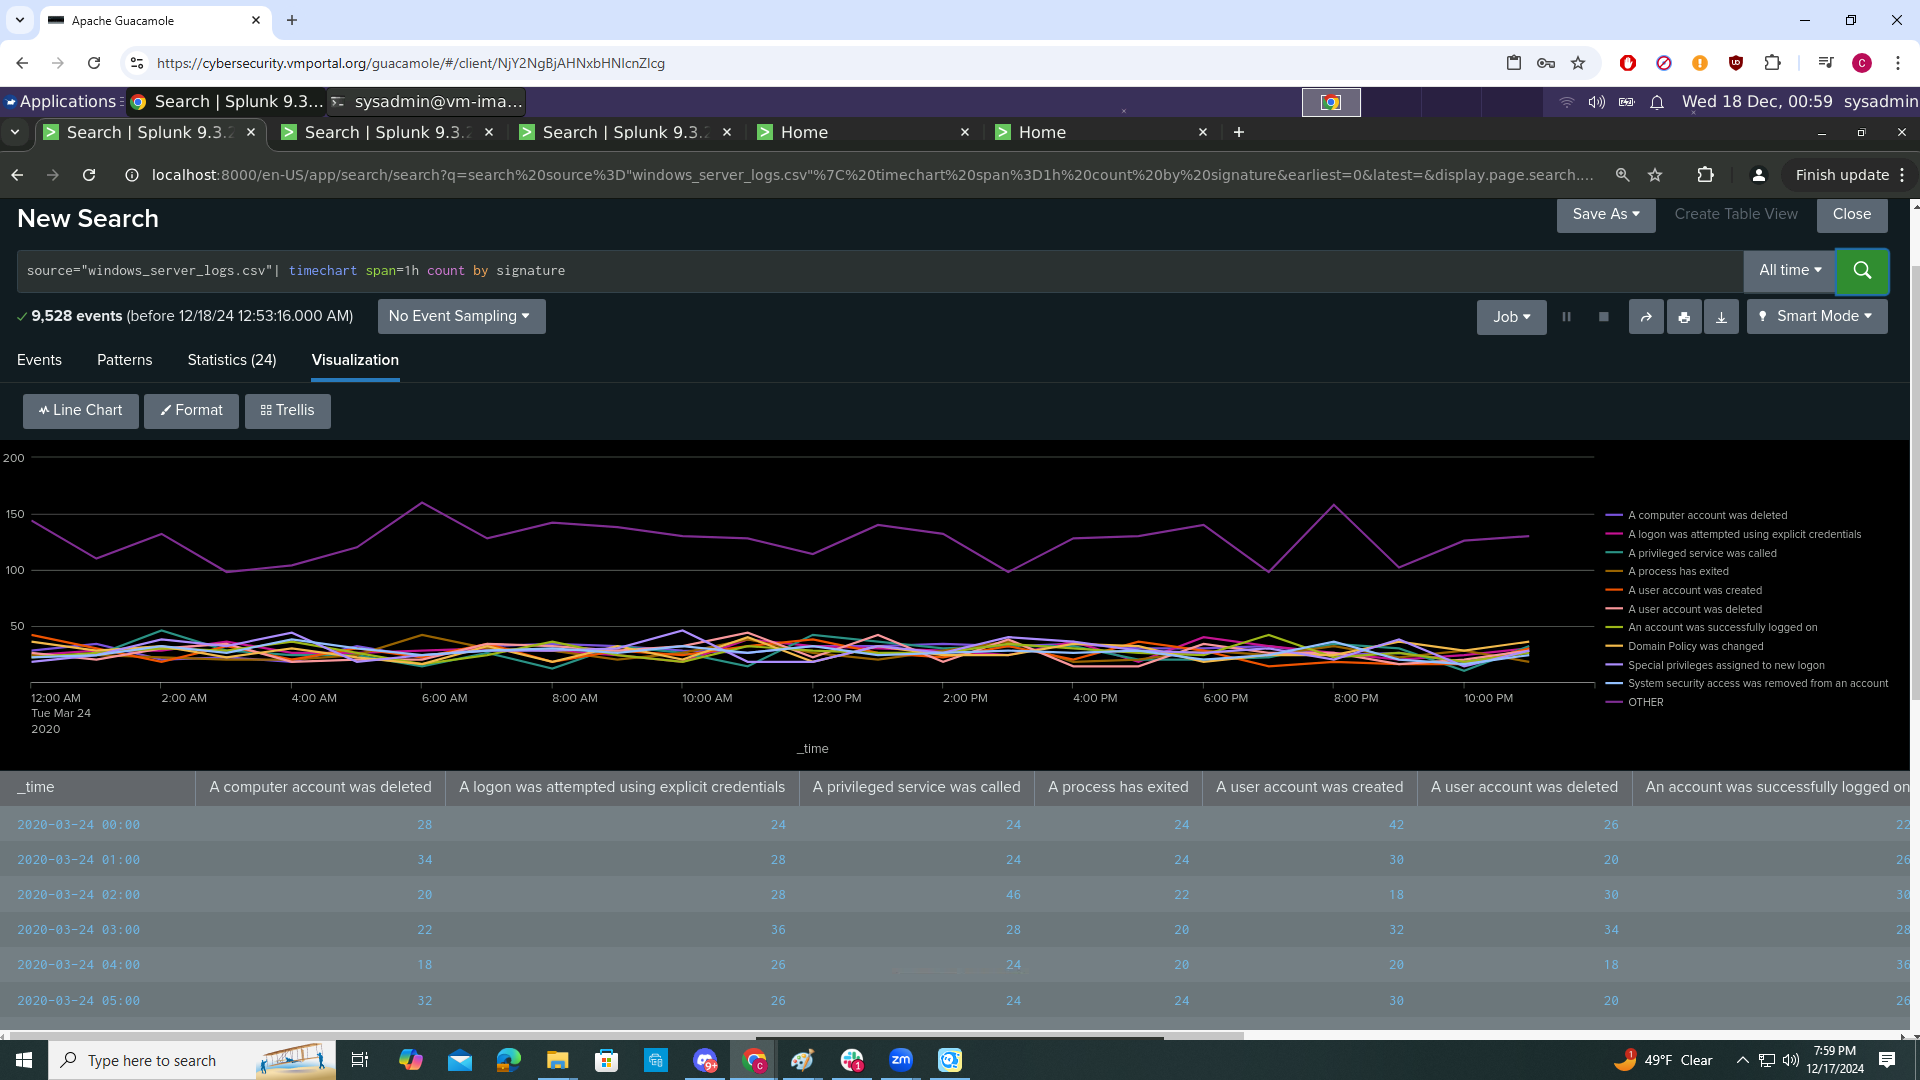 Apache Guacamole
https://cybersecurity.vmportal.org/guacamole/#/client/NjY2NgBjAHNxbHNlcnZlcg
Applications
Search | Splunk 9.3...
sysadmin@vm-ima...
Wed 18 Dec, 00:59 sysadmin
Search | Splunk 9.3.2
Search | Splunk 9.3.2
Search | Splunk 9.3.2
Home
Home
localhost:8000/en-US/app/search/search?q=search%20source%3D"windows_server_logs.csv"%7C%20timechart%20span%3D1h%20count%20by%20signature&earliest=0&latest=&display.page.search....
Finish update
New Search
Save As
Create Table View
Close
source="windows_server_logs.csv"| timechart span=1h count by signature
All time
9,528 events (before 12/18/24 12:53:16.000 AM)
No Event Sampling
Job
Smart Mode
Events Patterns Statistics (24) Visualization
Line Chart Format Trellis
200
150
100
50
12:00 AM 2:00 AM 4:00 AM 6:00 AM 8:00 AM 10:00 AM 12:00 PM 2:00 PM 4:00 PM 6:00 PM 8:00 PM 10:00 PM
Tue Mar 24
2020
_time
A computer account was deleted
A logon was attempted using explicit credentials
A privileged service was called
A process has exited
A user account was created
A user account was deleted
An account was successfully logged on
Domain Policy was changed
Special privileges assigned to new logon
System security access was removed from an account
OTHER
_time A computer account was deleted A logon was attempted using explicit credentials A privileged service was called A process has exited A user account was created A user account was deleted An account was successfully logged on
2020-03-24 00:00 28 24 24 24 42 26 22
2020-03-24 01:00 34 28 24 24 30 20 26
2020-03-24 02:00 20 28 46 22 18 30 30
2020-03-24 03:00 22 36 28 20 32 34 28
2020-03-24 04:00 18 26 24 20 20 18 36
2020-03-24 05:00 32 26 24 24 30 20 26
Type here to search
9+
C
1
zm
1
49°F Clear
7:59 PM
12/17/2024